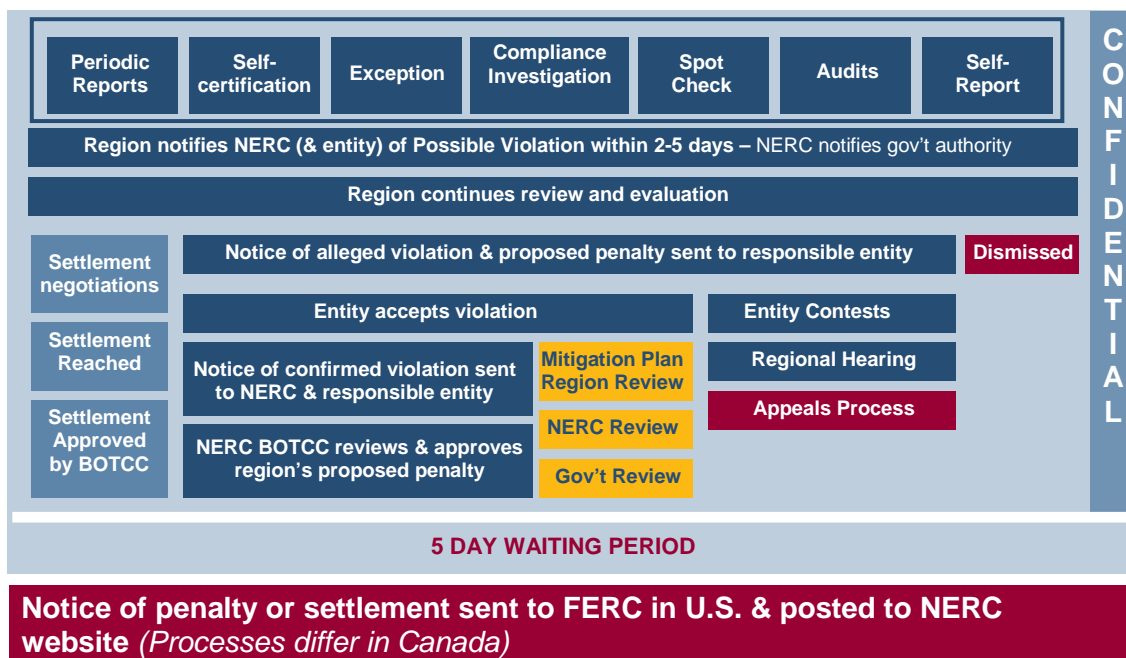 Periodic
Reports
Self-
certification
Exception
Compliance
Investigation
Spot
Check
Audits
Self-
Report
Region notifies NERC (& entity) of Possible Violation within 2-5 days – NERC notifies gov't authority
Region continues review and evaluation
Settlement
negotiations
Settlement
Reached
Settlement
Approved
by BOTCC
Notice of alleged violation & proposed penalty sent to responsible entity
Dismissed
Entity accepts violation
Notice of confirmed violation sent
to NERC & responsible entity
NERC BOTCC reviews & approves
region's proposed penalty
Mitigation Plan
Region Review
NERC Review
Gov't Review
Entity Contests
Regional Hearing
Appeals Process
CONFIDENTIAL
5 DAY WAITING PERIOD
Notice of penalty or settlement sent to FERC in U.S. & posted to NERC
website (Processes differ in Canada)